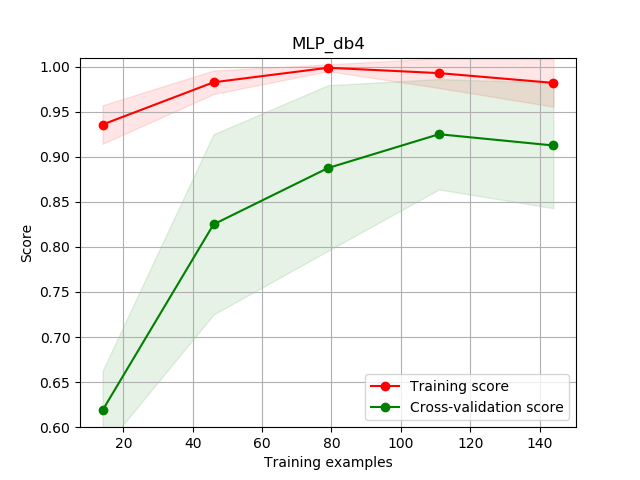 MLP_db4
1.00
0.95
0.90
0.85
0.80
0.75
0.70
0.65
0.60
Score
Training score
Cross-validation score
20 40 60 80 100 120 140
Training examples